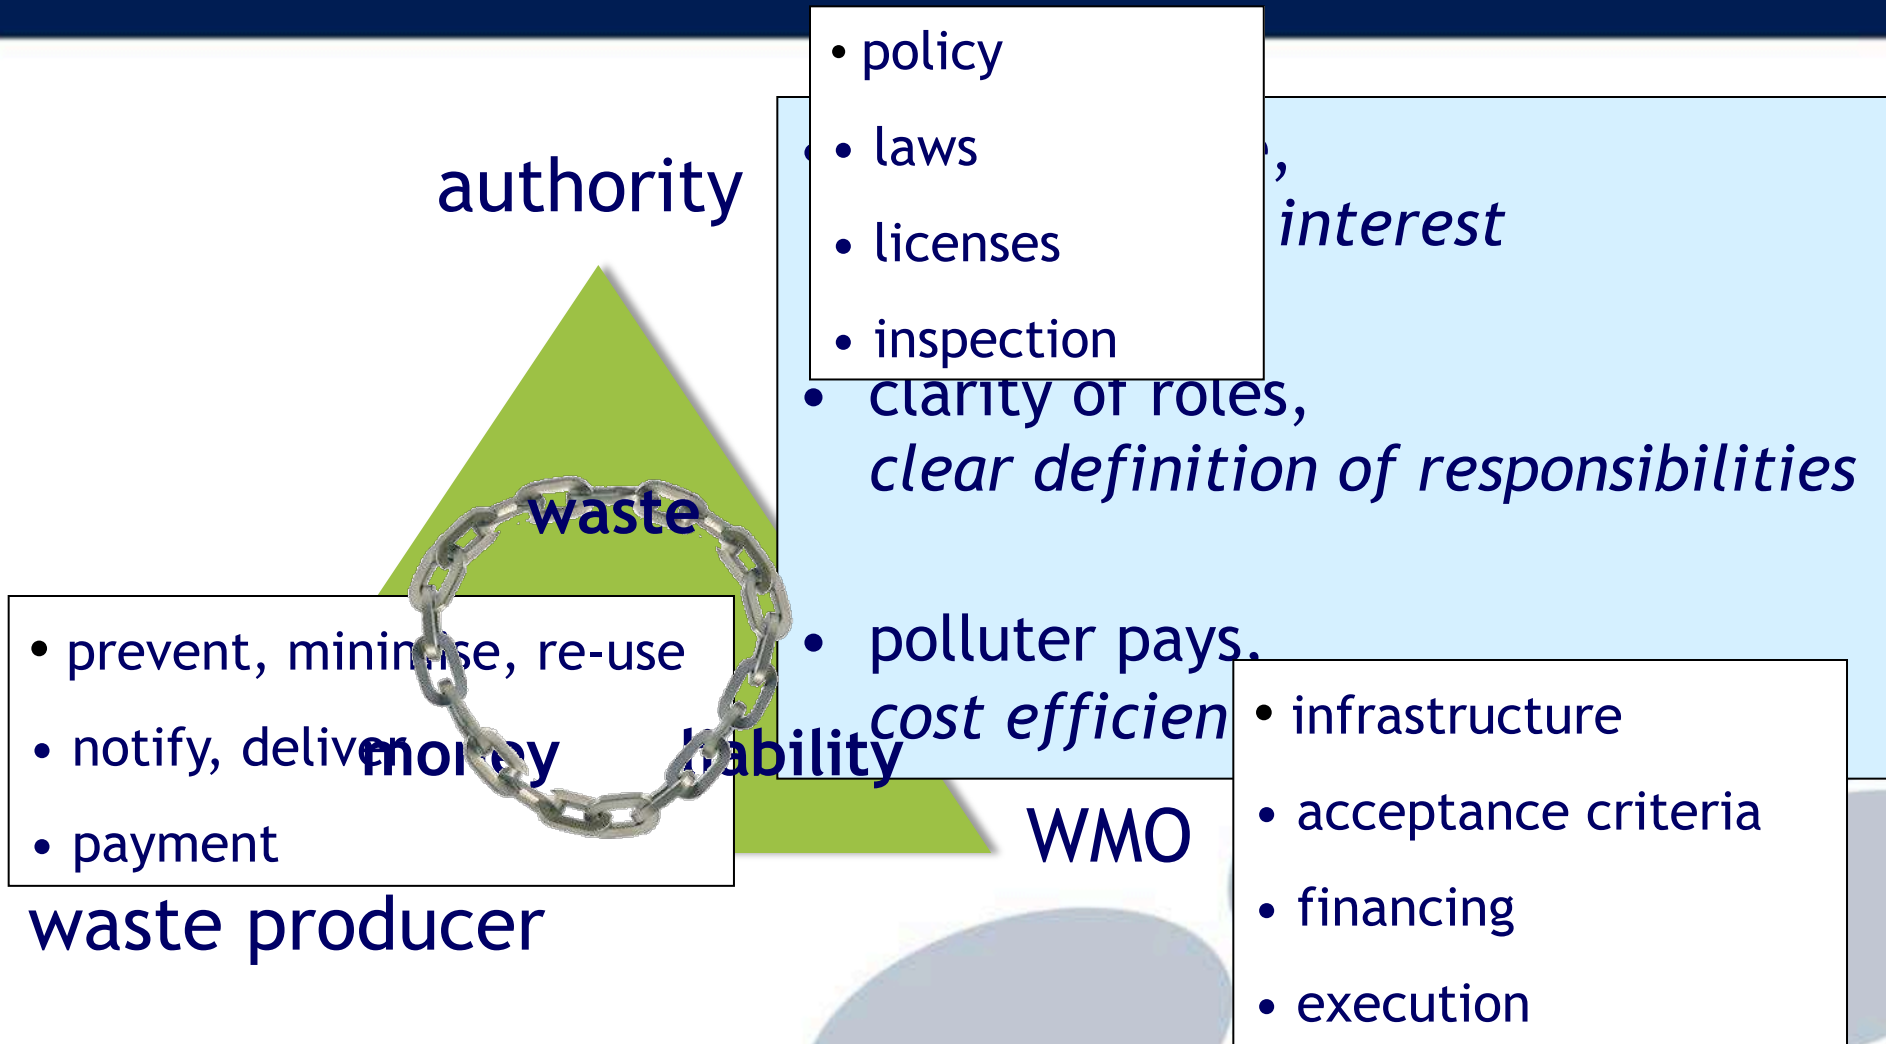 • policy
• laws
• licenses
• inspection
authority
interest
• clarity of roles,
clear definition of responsibilities
• polluter pays,
cost efficien
waste
money
liability
• prevent, minimise, re-use
• notify, deliver
• payment
waste producer
WMO
• infrastructure
• acceptance criteria
• financing
• execution